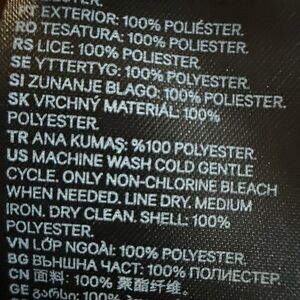 PT EXTERIOR: 100% POLIÉSTER.
RO TESATURA: 100% POLIESTER.
RS LICE: 100% POLIESTER.
SE YTTERTYG: 100% POLYESTER.
SI ZUNANJE BLAGO: 100% POLIESTER.
SK VRCHNÝ MATERIÁL: 100%
POLYESTER.
TR ANA KUMAŞ: %100 POLYESTER.
US MACHINE WASH COLD GENTLE
CYCLE. ONLY NON-CHLORINE BLEACH
WHEN NEEDED. LINE DRY. MEDIUM
IRON. DRY CLEAN. SHELL: 100%
POLYESTER.
VN LỚP NGOÀI: 100% POLYESTER.
BG ВЪНШНА ЧАСТ: 100% ПОЛИЕСТЕР.
CN 面料: 100% 聚酯纤维。
GE